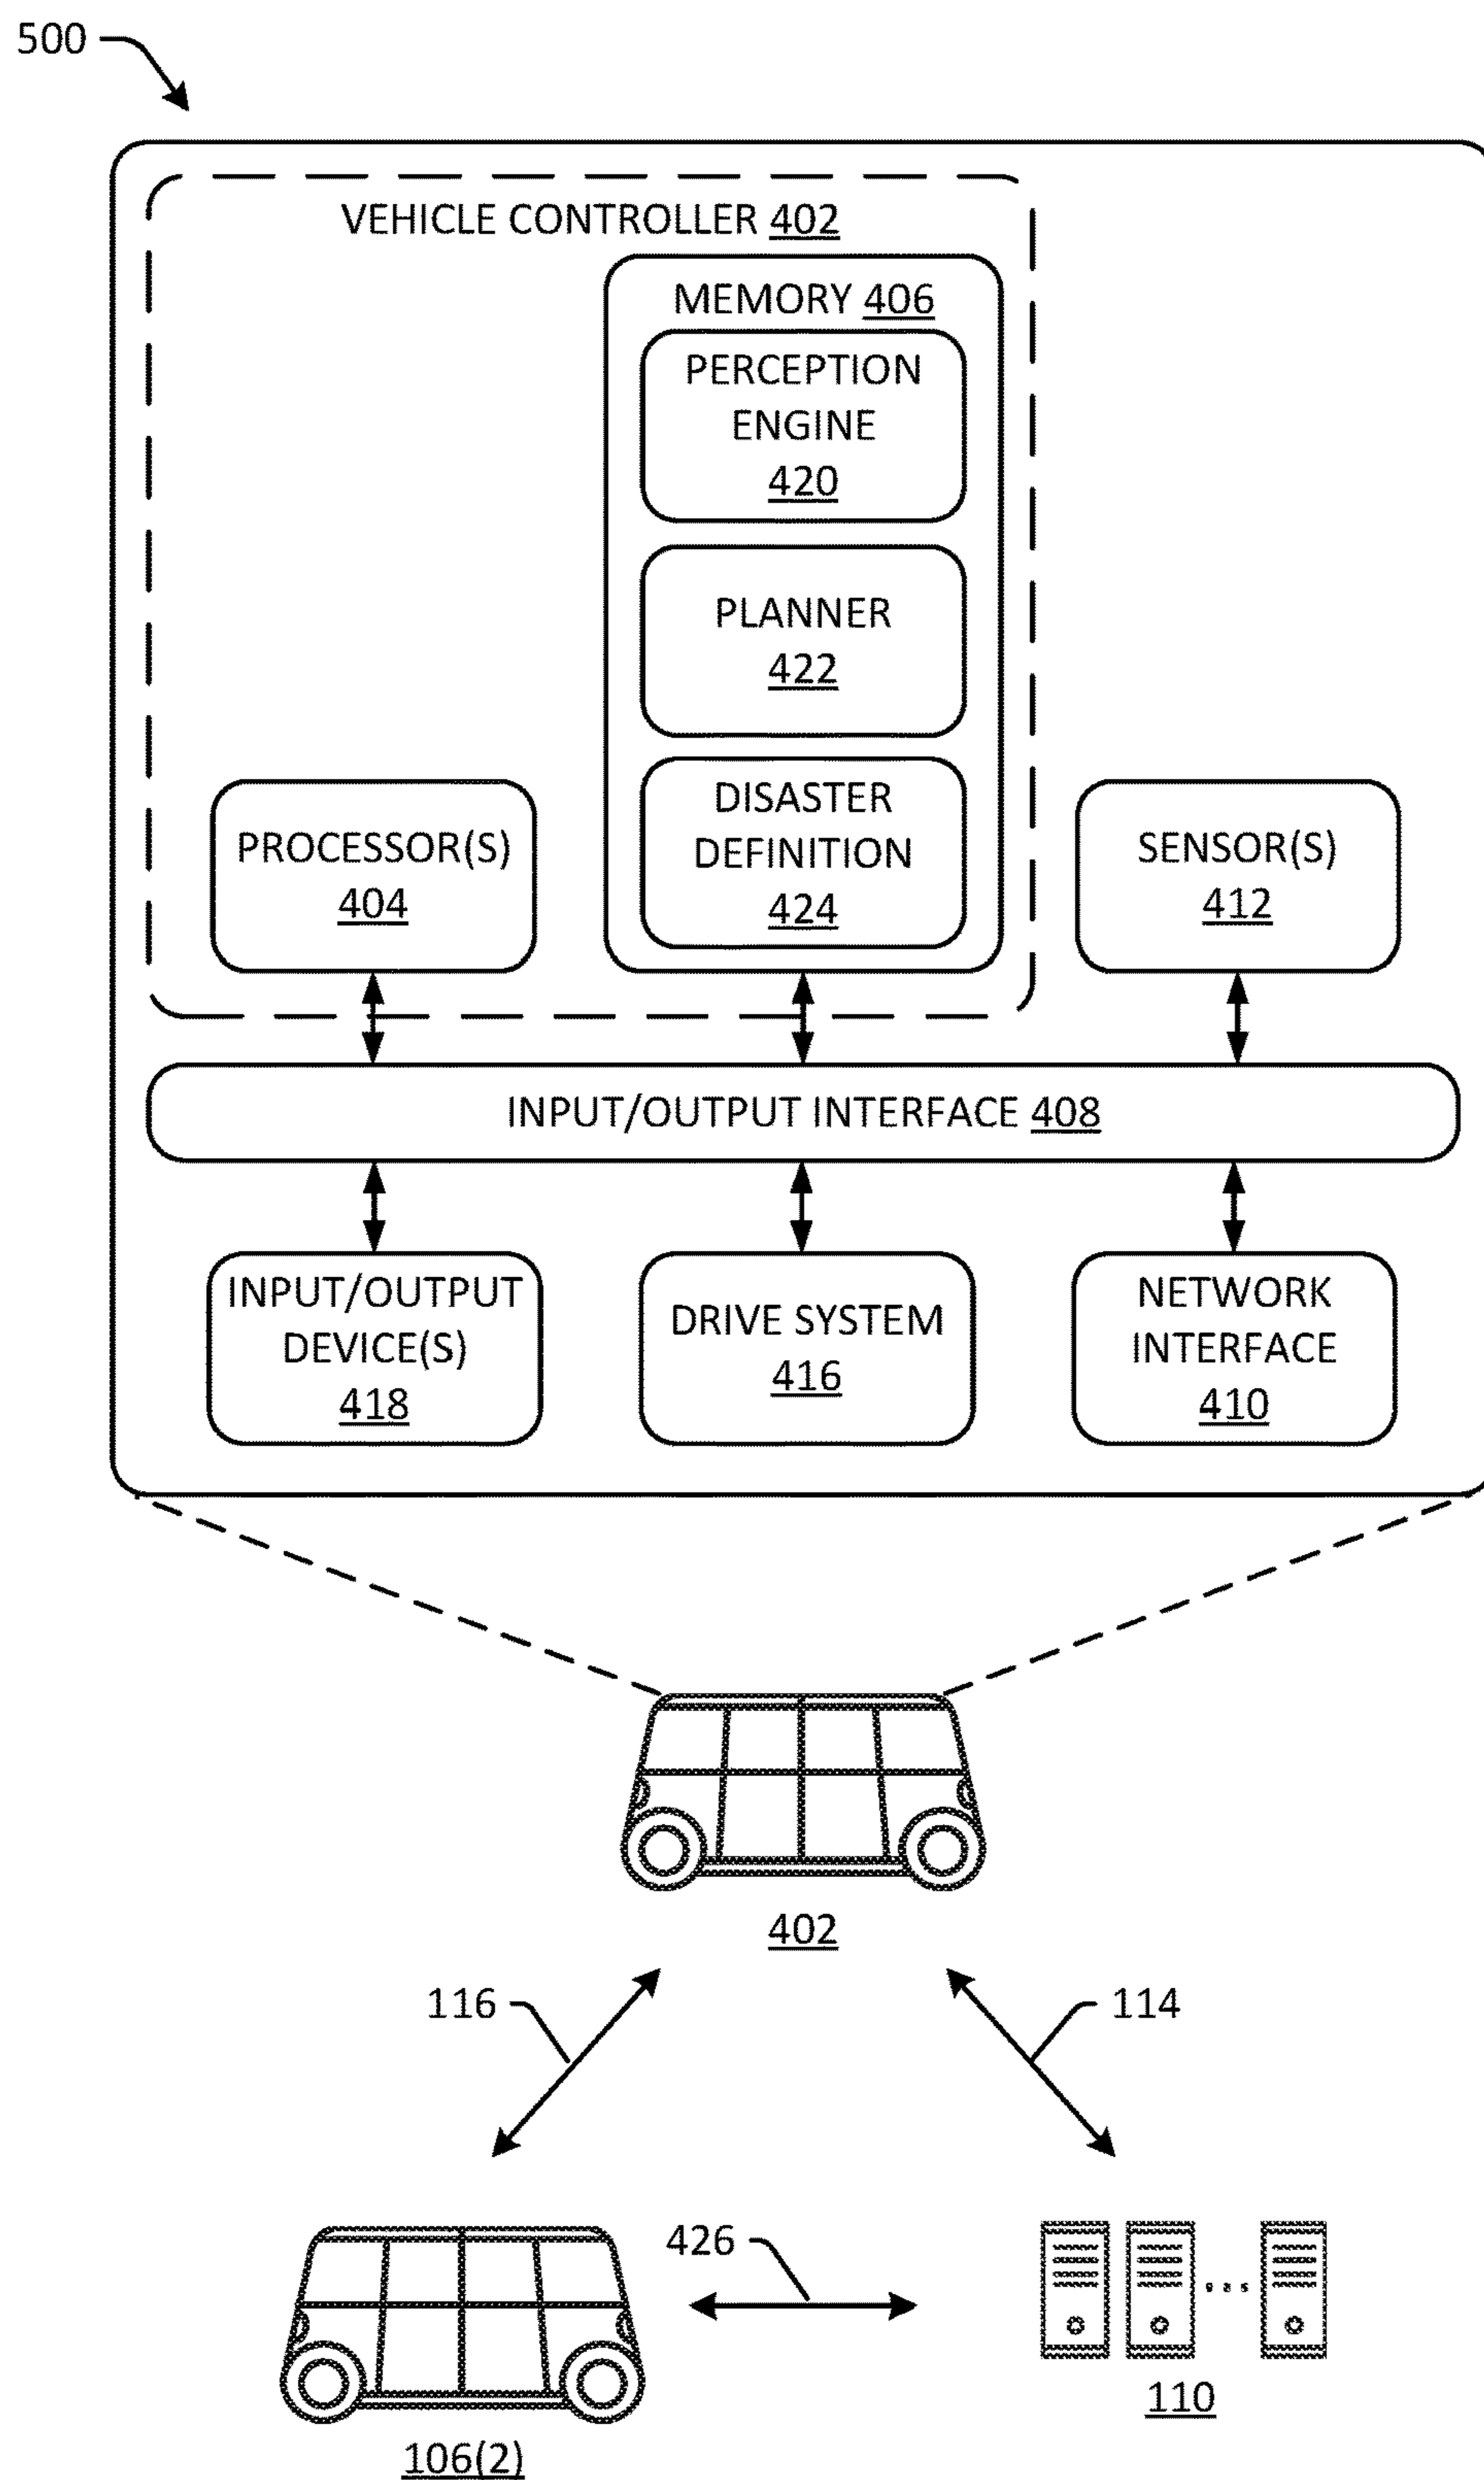 500
VEHICLE CONTROLLER 402
MEMORY 406
PERCEPTION
ENGINE
420
PLANNER
422
DISASTER
DEFINITION
424
PROCESSOR(S)
404
SENSOR(S)
412
INPUT/OUTPUT INTERFACE 408
INPUT/OUTPUT
DEVICE(S)
418
DRIVE SYSTEM
416
NETWORK
INTERFACE
410
402
116
114
426
106(2)
110